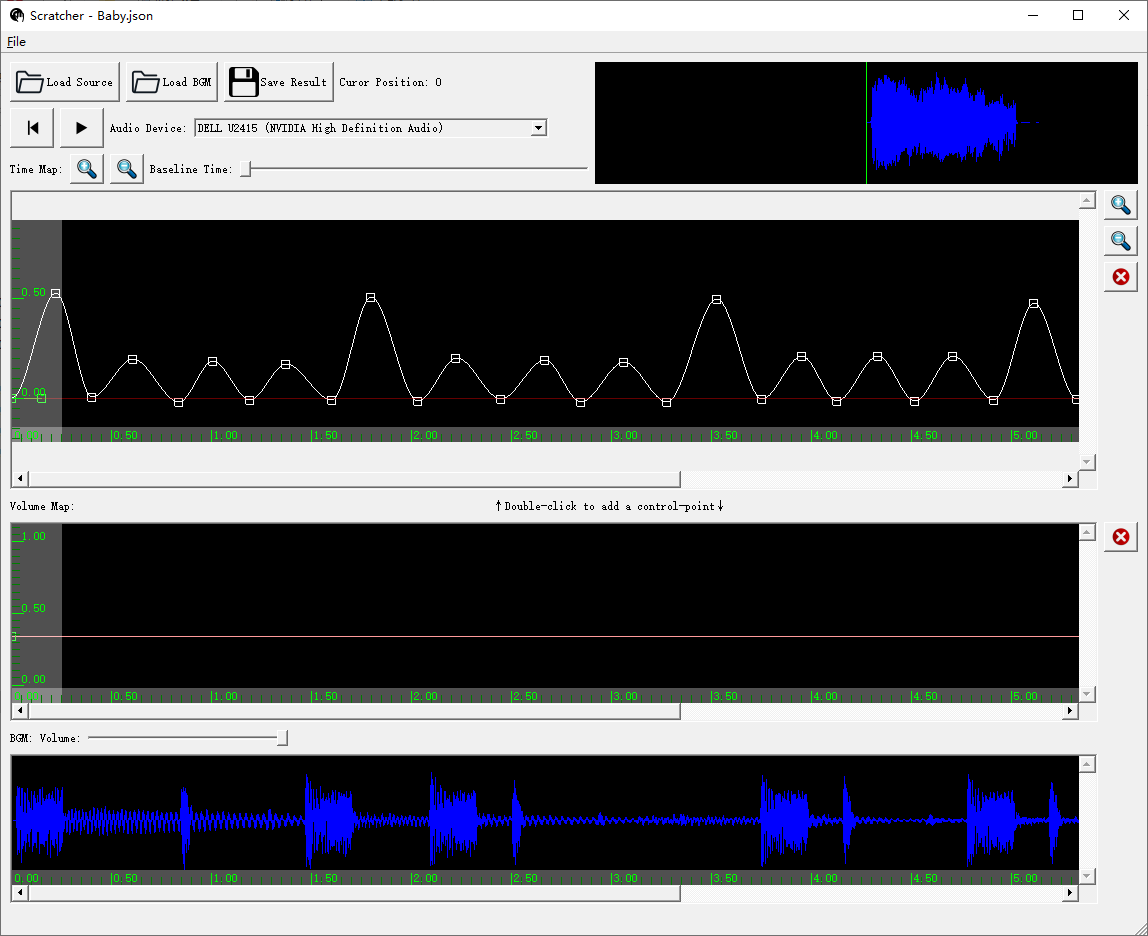 Scratcher - Baby.json
File
Load Source Load BGM Save Result Curor Position: 0
Audio Device: DELL U2415 (NVIDIA High Definition Audio)
Time Map: Baseline Time:
0.50
0.00
0.50 1.00 1.50 2.00 2.50 3.00 3.50 4.00 4.50 5.00
Volume Map: ↑Double-click to add a control-point↓
1.00
0.50
0.00
0.50 1.00 1.50 2.00 2.50 3.00 3.50 4.00 4.50 5.00
BGM: Volume:
0.00 0.50 1.00 1.50 2.00 2.50 3.00 3.50 4.00 4.50 5.00